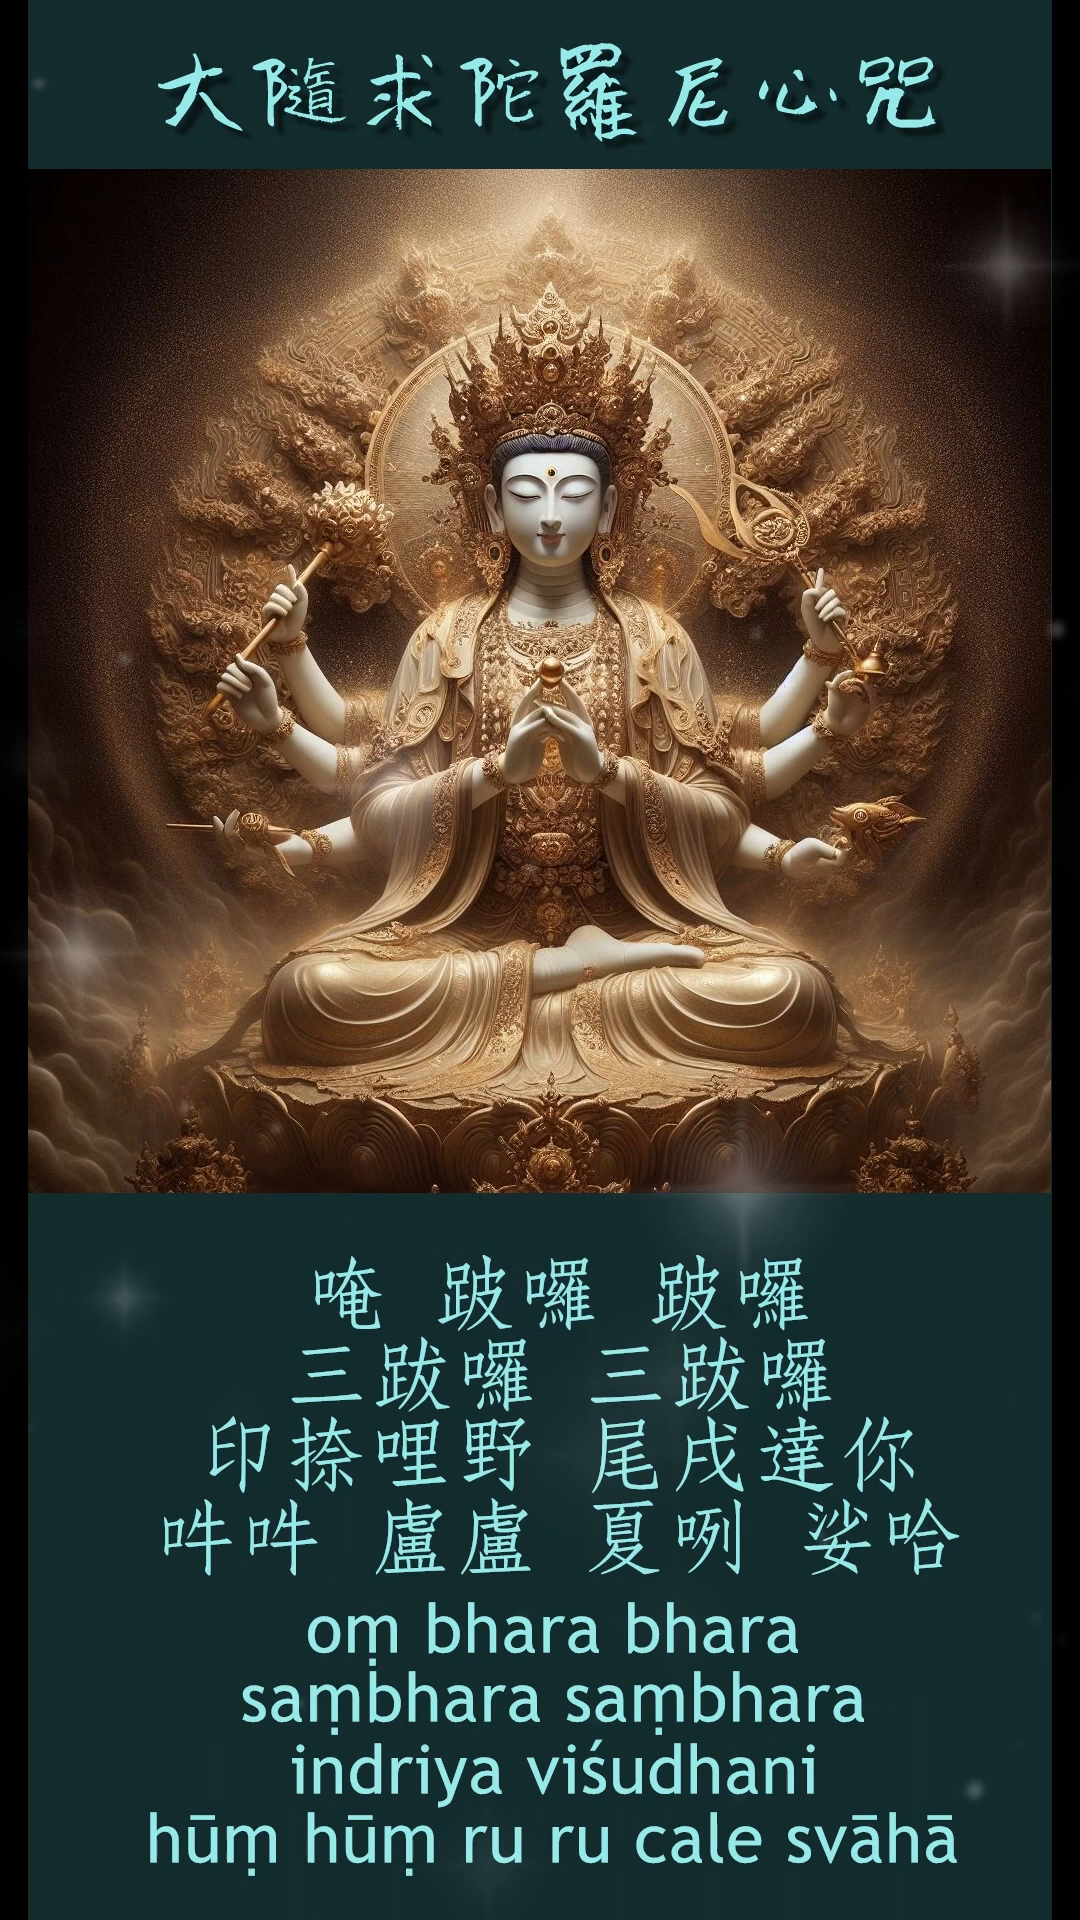 大隨求陀羅尼心咒
唵 跛囉 跛囉
三跋囉 三跋囉
印捺哩野 尾戌達你
吽吽 盧盧 夏咧 娑哈
oṃ bhara bhara
saṃbhara saṃbhara
indriya viśudhani
hūṃ hūṃ ru ru cale svāhā